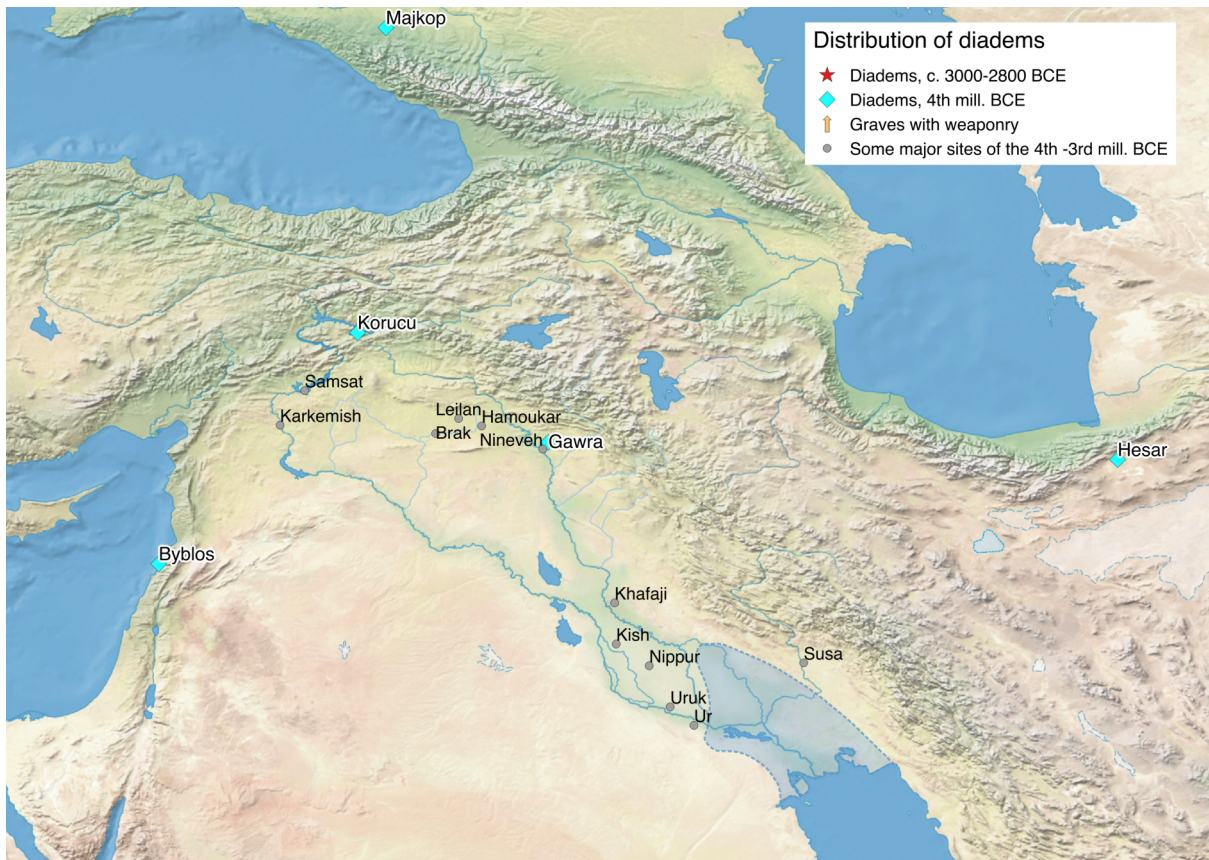 Majkop
Distribution of diadems
Diadems, c. 3000-2800 BCE
Diadems, 4th mill. BCE
Graves with weaponry
Some major sites of the 4th -3rd mill. BCE
Korucu
Samsat
Karkemish
Leilan
Hamoukar
Brak
Nineveh
Gawra
Hesar
Byblos
Khafaji
Kish
Nippur
Susa
Uruk
Ur